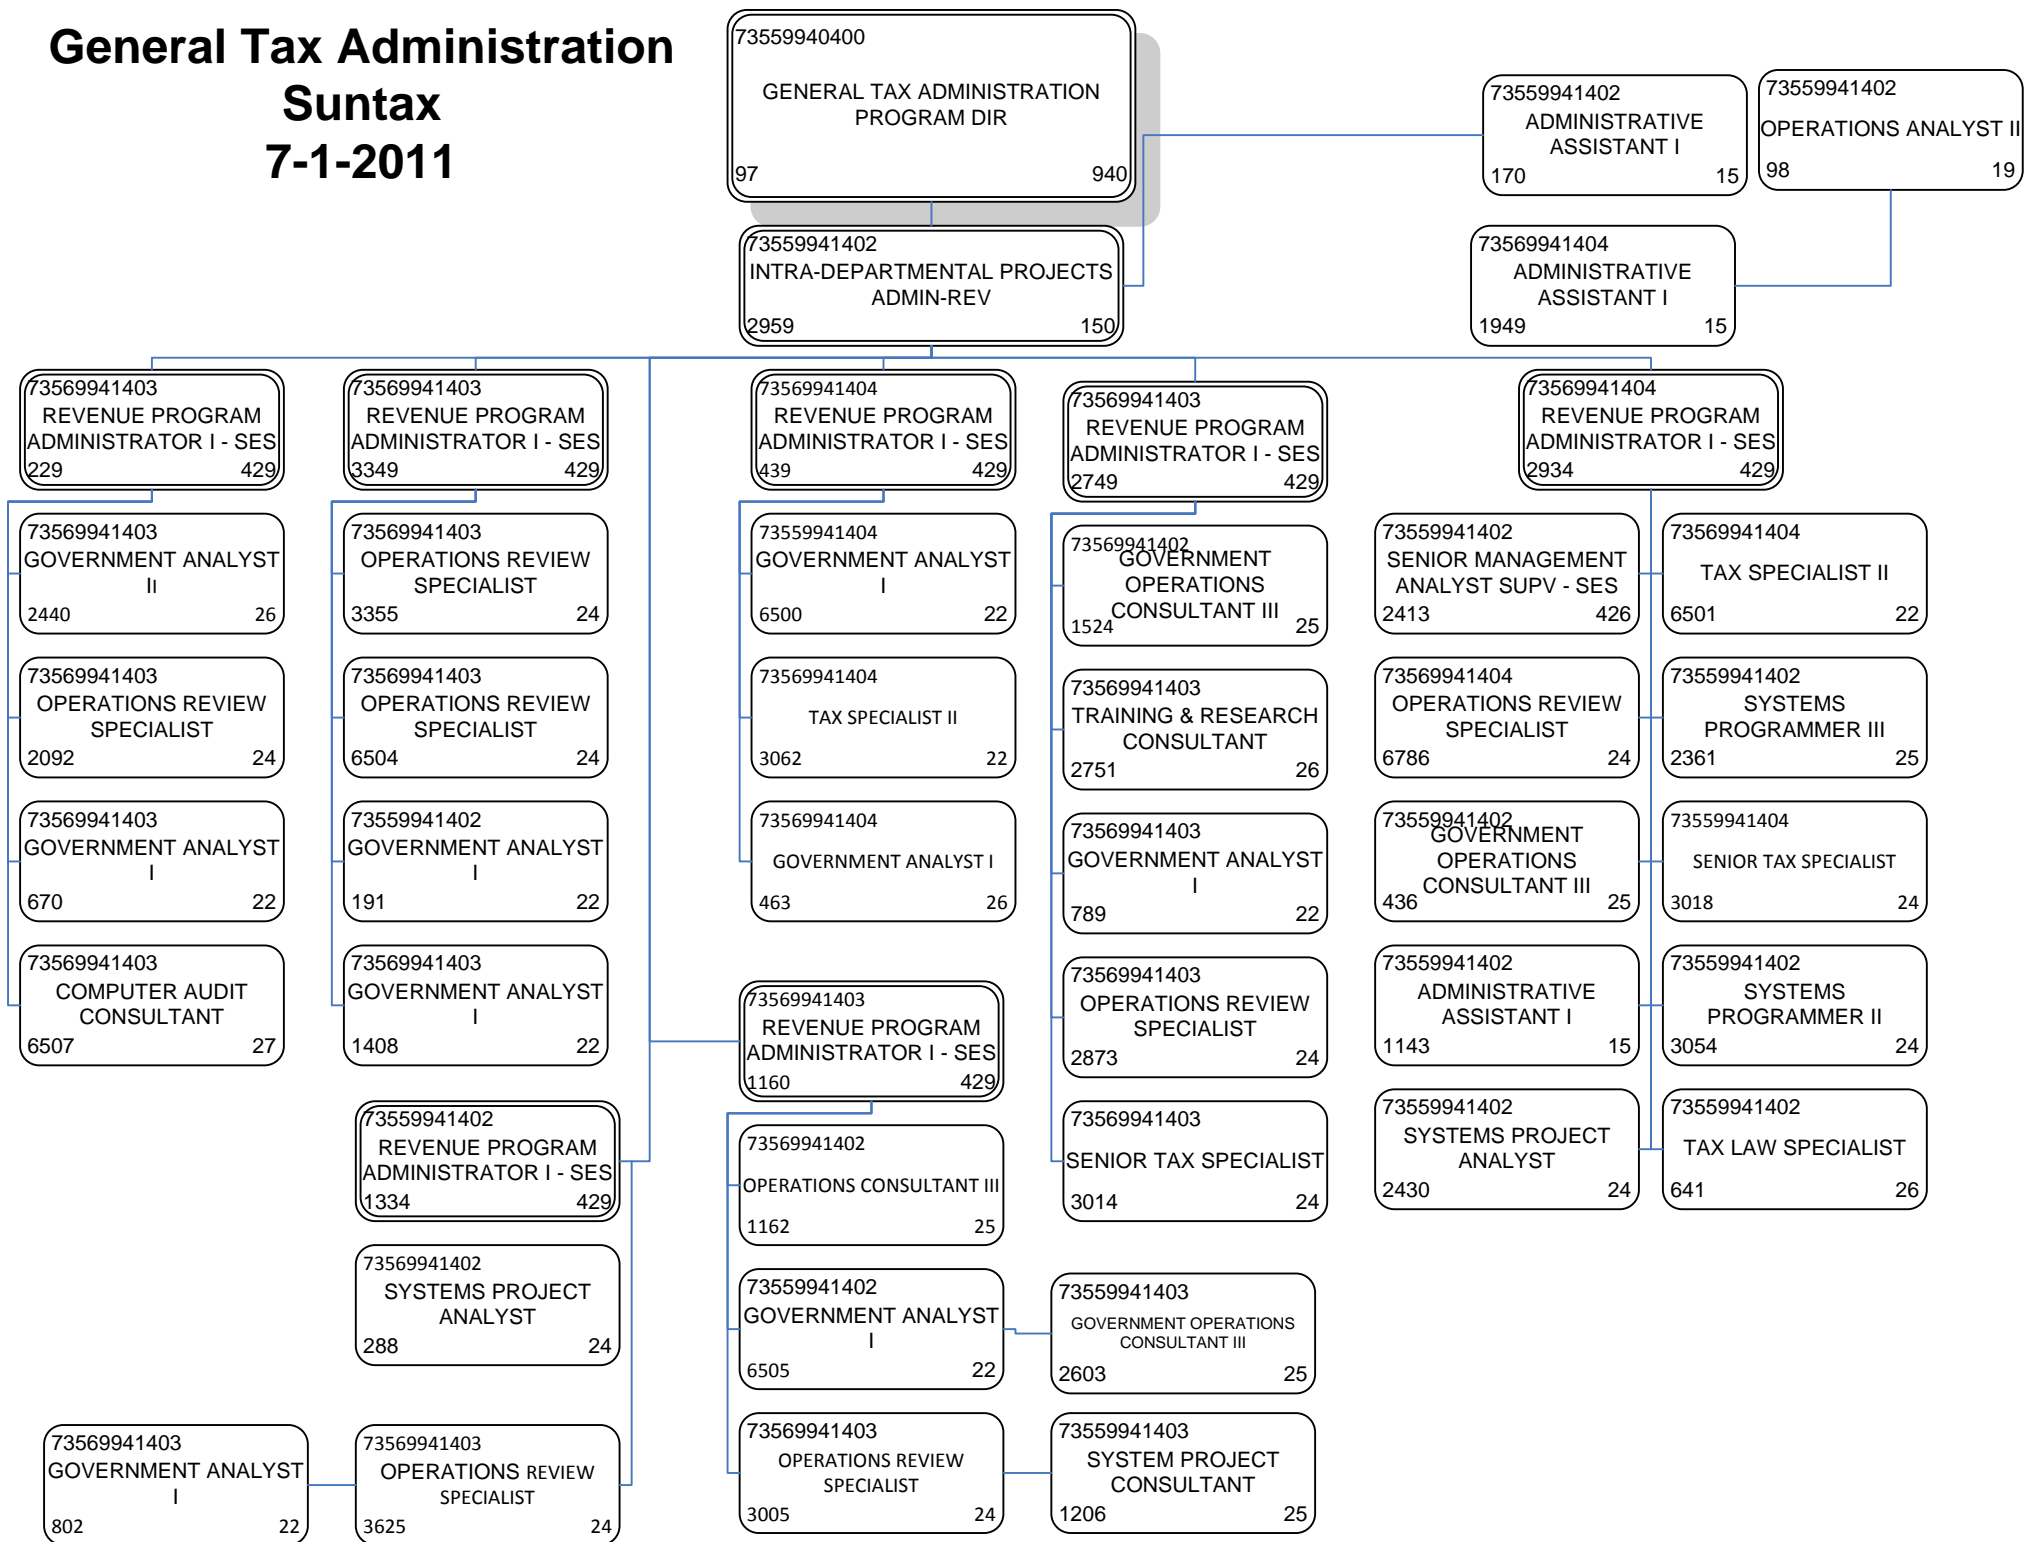 General Tax Administration
Suntax
7-1-2011
73559940400
GENERAL TAX ADMINISTRATION
PROGRAM DIR
97 940
73559941402
ADMINISTRATIVE
ASSISTANT I
170 15
73559941402
OPERATIONS ANALYST II
98 19
73559941402
INTRA-DEPARTMENTAL PROJECTS
ADMIN-REV
2959 150
73569941404
ADMINISTRATIVE
ASSISTANT I
1949 15
73569941403
REVENUE PROGRAM
ADMINISTRATOR I - SES
229 429
73569941403
GOVERNMENT ANALYST
II
2440 26
73569941403
OPERATIONS REVIEW
SPECIALIST
2092 24
73569941403
GOVERNMENT ANALYST
I
670 22
73569941403
COMPUTER AUDIT
CONSULTANT
6507 27
73569941403
REVENUE PROGRAM
ADMINISTRATOR I - SES
3349 429
73569941403
OPERATIONS REVIEW
SPECIALIST
3355 24
73569941403
OPERATIONS REVIEW
SPECIALIST
6504 24
73559941402
GOVERNMENT ANALYST
I
191 22
73569941403
GOVERNMENT ANALYST
I
1408 22
73559941402
REVENUE PROGRAM
ADMINISTRATOR I - SES
1334 429
73569941402
SYSTEMS PROJECT
ANALYST
288 24
73569941403
GOVERNMENT ANALYST
I
802 22
73569941403
OPERATIONS REVIEW
SPECIALIST
3625 24
73569941404
REVENUE PROGRAM
ADMINISTRATOR I - SES
439 429
73559941404
GOVERNMENT ANALYST
I
6500 22
73569941404
TAX SPECIALIST II
3062 22
73569941404
GOVERNMENT ANALYST I
463 26
73569941403
REVENUE PROGRAM
ADMINISTRATOR I - SES
1160 429
73569941402
OPERATIONS CONSULTANT III
1162 25
73559941402
GOVERNMENT ANALYST
I
6505 22
73559941403
GOVERNMENT OPERATIONS
CONSULTANT III
2603 25
73569941403
OPERATIONS REVIEW
SPECIALIST
3005 24
73559941403
SYSTEM PROJECT
CONSULTANT
1206 25
73569941403
REVENUE PROGRAM
ADMINISTRATOR I - SES
2749 429
73569941402
GOVERNMENT
OPERATIONS
CONSULTANT III
1524 25
73569941403
TRAINING & RESEARCH
CONSULTANT
2751 26
73569941403
GOVERNMENT ANALYST
I
789 22
73569941403
OPERATIONS REVIEW
SPECIALIST
2873 24
73569941403
SENIOR TAX SPECIALIST
3014 24
73569941404
REVENUE PROGRAM
ADMINISTRATOR I - SES
2934 429
73559941402
SENIOR MANAGEMENT
ANALYST SUPV - SES
2413 426
73569941404
TAX SPECIALIST II
6501 22
73569941404
OPERATIONS REVIEW
SPECIALIST
6786 24
73559941402
SYSTEMS
PROGRAMMER III
2361 25
73559941402
GOVERNMENT
OPERATIONS
CONSULTANT III
436 25
73559941404
SENIOR TAX SPECIALIST
3018 24
73559941402
ADMINISTRATIVE
ASSISTANT I
1143 15
73559941402
SYSTEMS
PROGRAMMER II
3054 24
73559941402
SYSTEMS PROJECT
ANALYST
2430 24
73559941402
TAX LAW SPECIALIST
641 26